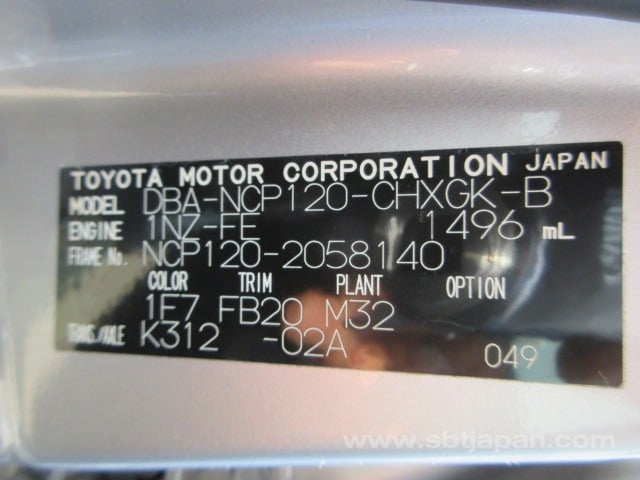 TOYOTA MOTOR CORPORATION JAPAN
MODEL DBA-NCP120-CHXGK-B
ENGINE 1NZ-FE 1496 mL
FRAME No. NCP120-2058140
COLOR TRIM PLANT OPTION
1F7 FB20 M32
TRANS/AXLE K312 -02A
049
www.sbtjapan.com